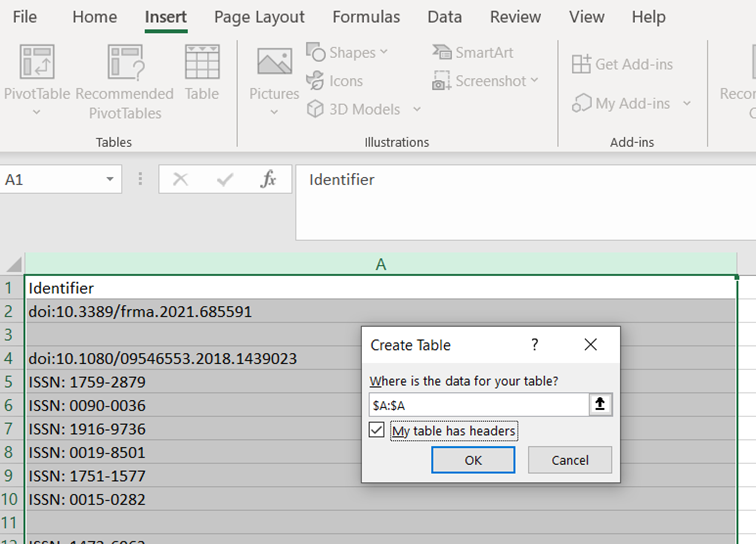 File Home Insert Page Layout Formulas Data Review View Help
PivotTable Recommended PivotTables Table Pictures Shapes Icons 3D Models SmartArt Screenshot Get Add-ins My Add-ins
Tables Illustrations Add-ins
A1 fx Identifier
A
1 Identifier
2 doi:10.3389/frma.2021.685591
3
4 doi:10.1080/09546553.2018.1439023
5 ISSN: 1759-2879
6 ISSN: 0090-0036
7 ISSN: 1916-9736
8 ISSN: 0019-8501
9 ISSN: 1751-1577
10 ISSN: 0015-0282
11
Create Table ?
Where is the data for your table?
$A:$A
My table has headers
OK Cancel